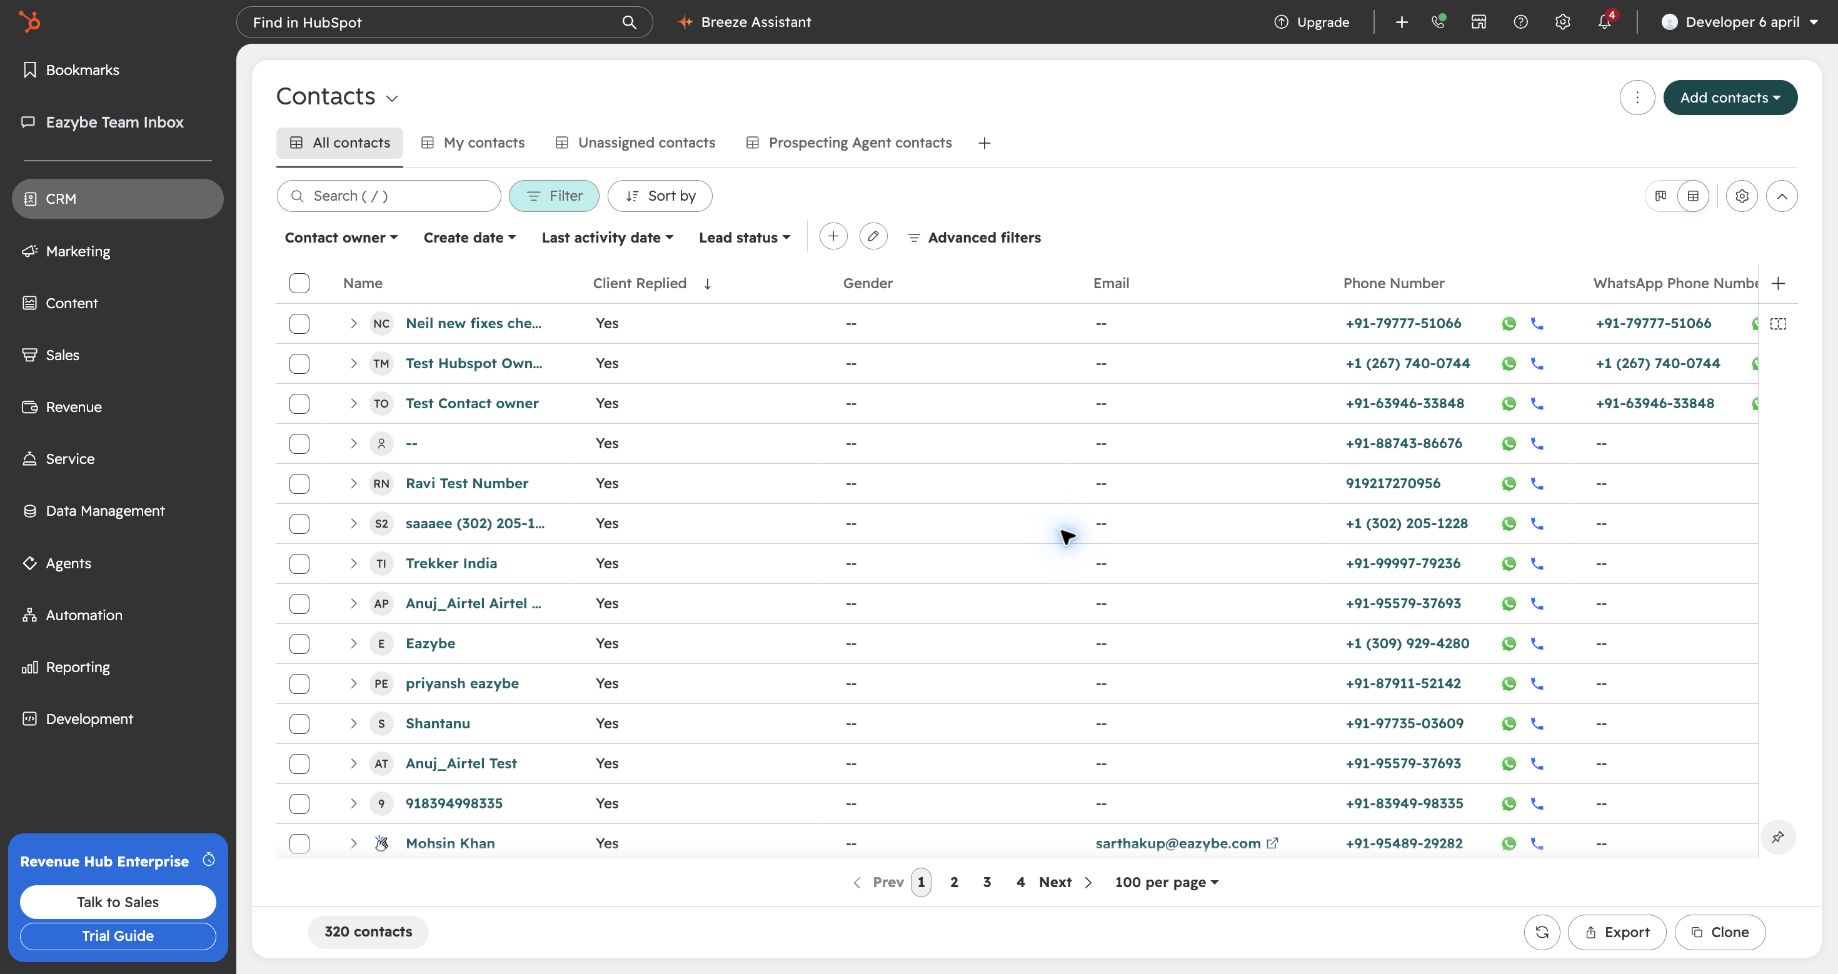 Find in HubSpot
Breeze Assistant
Upgrade
4
Developer 6 april
Bookmarks
Eazybe Team Inbox
CRM
Marketing
Content
Sales
Revenue
Service
Data Management
Agents
Automation
Reporting
Development
Revenue Hub Enterprise
Talk to Sales
Trial Guide
Contacts
Add contacts
All contacts
My contacts
Unassigned contacts
Prospecting Agent contacts
Search ( / )
Filter
Sort by
Contact owner Create date Last activity date Lead status
Advanced filters
Name Client Replied Gender Email Phone Number WhatsApp Phone Numbe
NC Neil new fixes che... Yes -- -- +91-79777-51066 +91-79777-51066
TM Test Hubspot Own... Yes -- -- +1 (267) 740-0744 +1 (267) 740-0744
TO Test Contact owner Yes -- -- +91-63946-33848 +91-63946-33848
-- Yes -- -- +91-88743-86676 --
RN Ravi Test Number Yes -- -- 919217270956 --
S2 saaaee (302) 205-1... Yes -- -- +1 (302) 205-1228 --
TI Trekker India Yes -- -- +91-99997-79236 --
AP Anuj_Airtel Airtel ... Yes -- -- +91-95579-37693 --
E Eazybe Yes -- -- +1 (309) 929-4280 --
PE priyansh eazybe Yes -- -- +91-87911-52142 --
S Shantanu Yes -- -- +91-97735-03609 --
AT Anuj_Airtel Test Yes -- -- +91-95579-37693 --
9 918394998335 Yes -- -- +91-83949-98335 --
Mohsin Khan Yes -- sarthakup@eazybe.com +91-95489-29282 --
Prev 1 2 3 4 Next 100 per page
320 contacts
Export
Clone